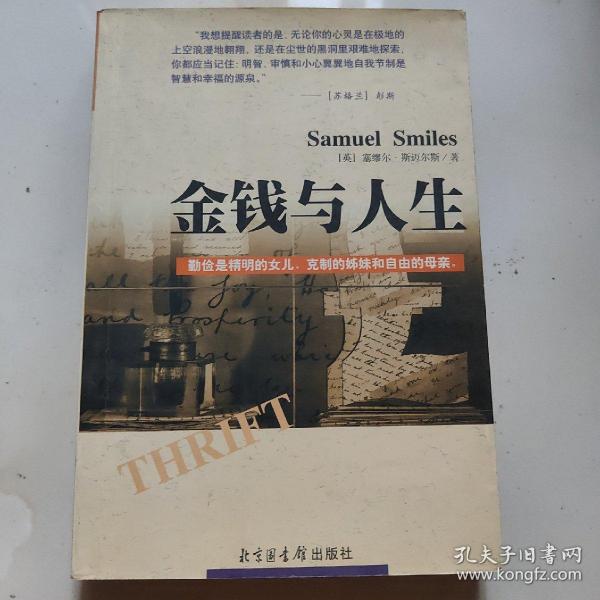 “我想提醒读者的是，无论你的心灵是在极地的
上空浪漫地翱翔，还是在尘世的黑洞里艰难地探索，
你都应当记住：明智、审慎和小心翼翼地自我节制是
智慧和幸福的源泉。”
——［苏格兰］彭斯
Samuel Smiles
［英］塞缪尔·斯迈尔斯／著
金钱与人生
勤俭是精明的女儿、克制的姊妹和自由的母亲。
THRIFT
北京图书馆出版社
孔夫子旧书网
www.kongfz.com